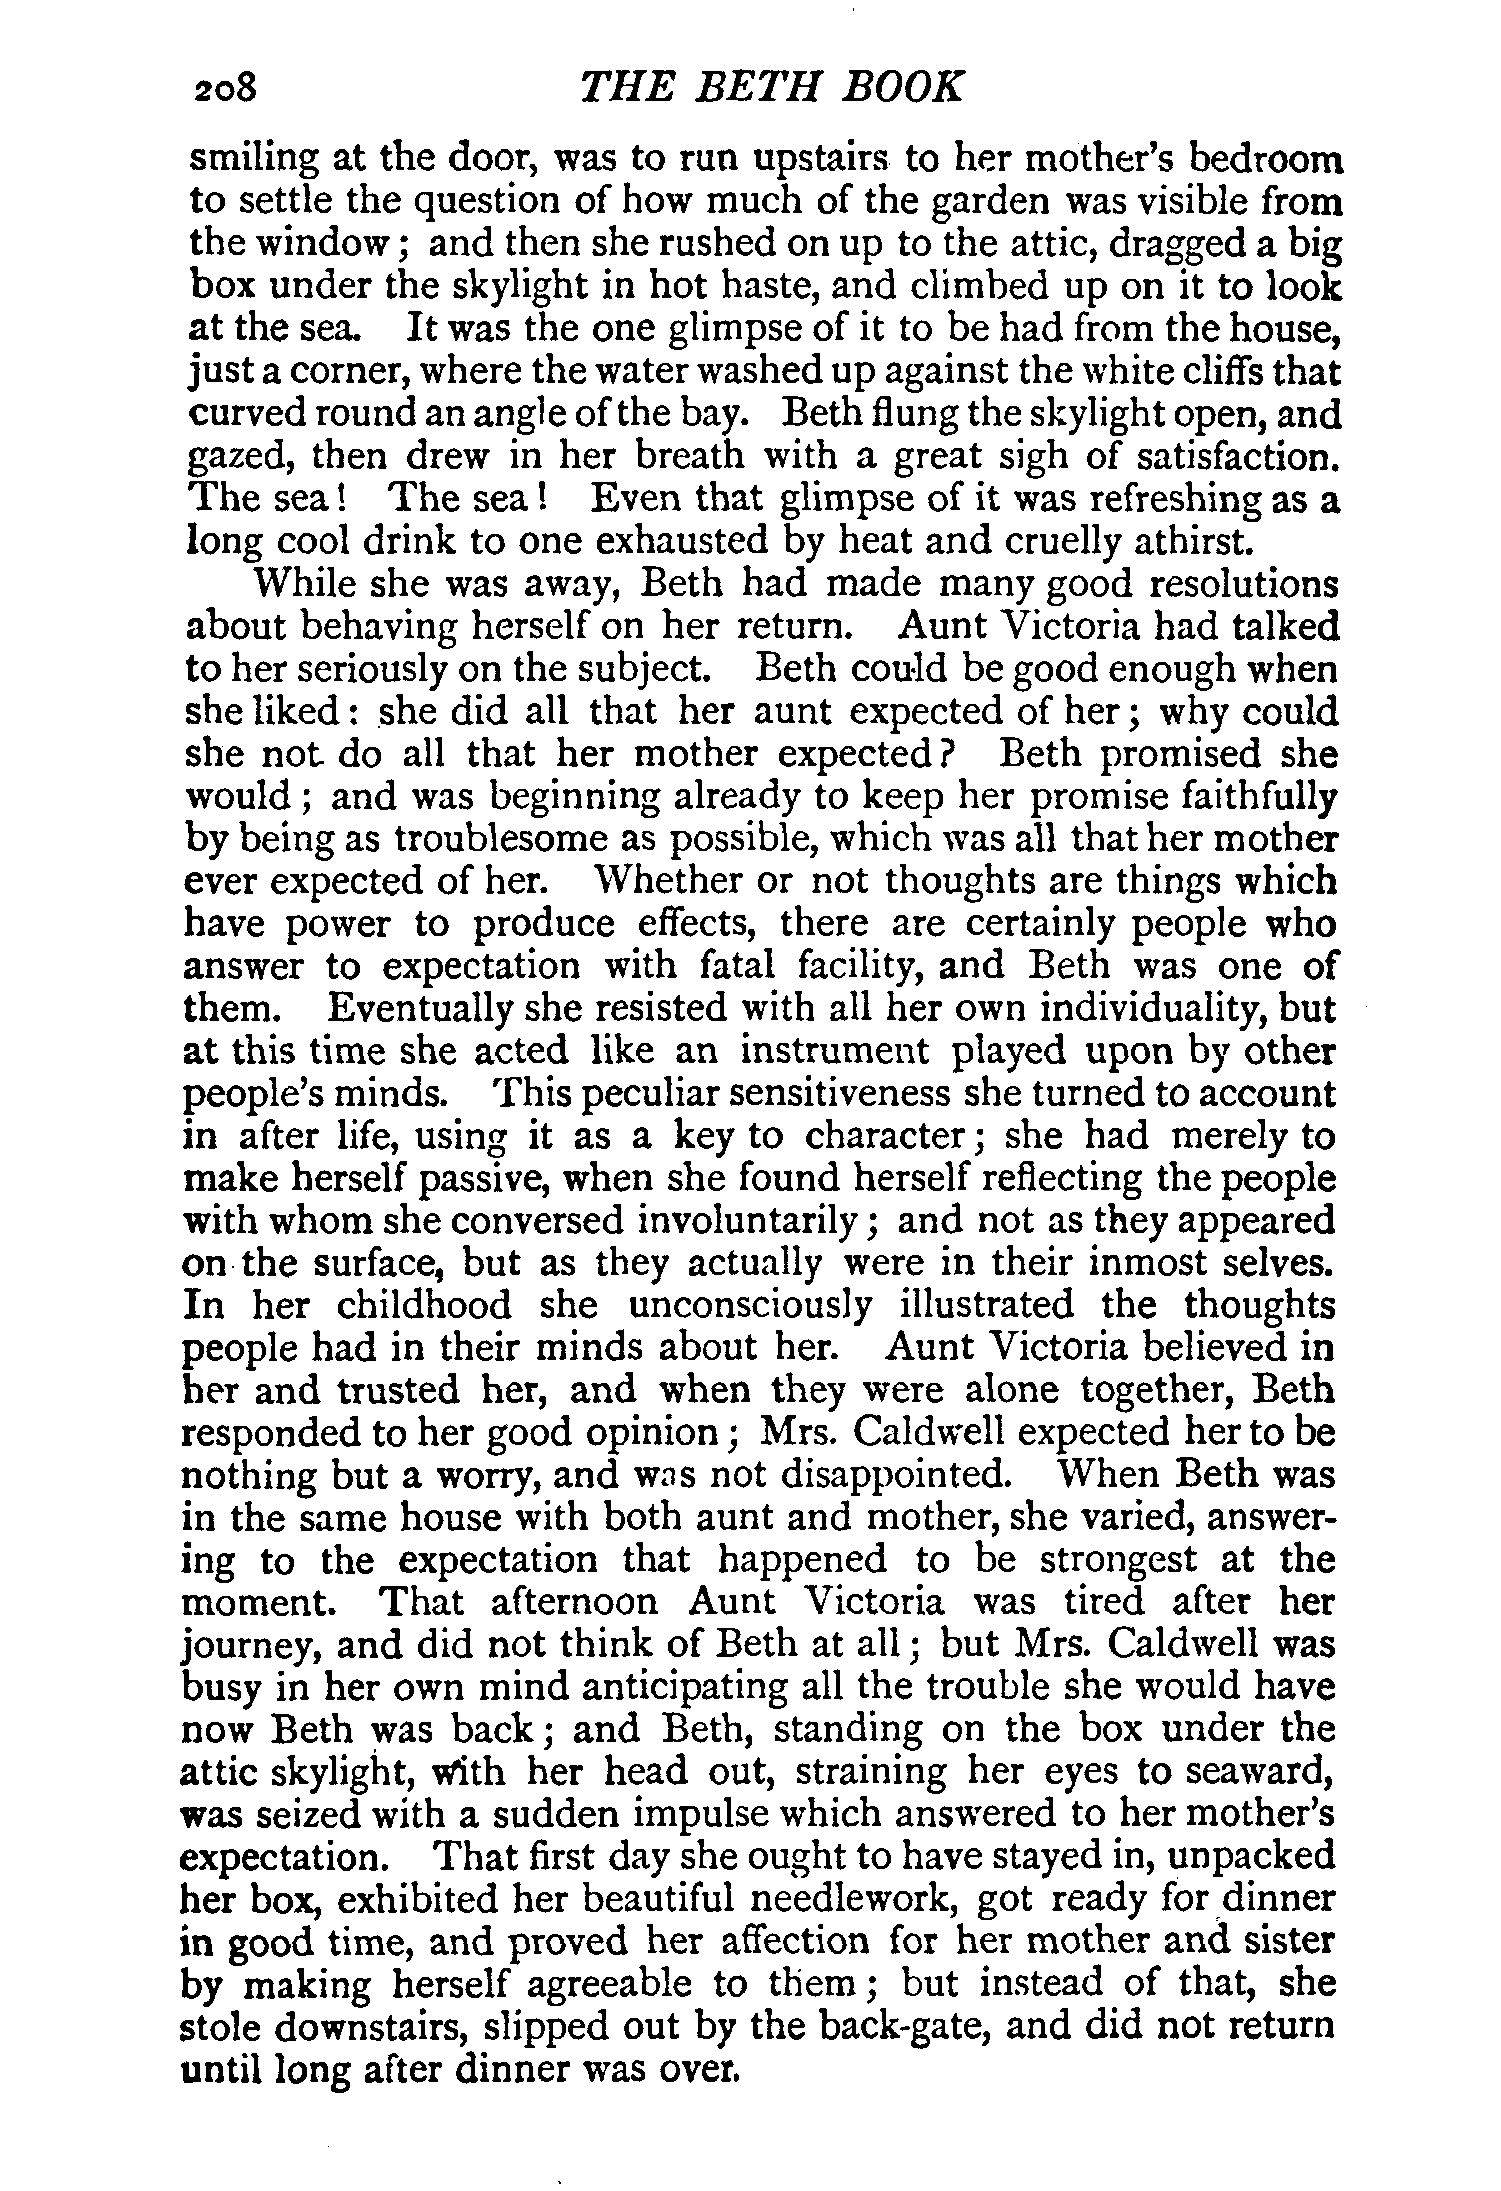 208 THE BETH BOOK
smiling at the door, was to run upstairs to her mother's bedroom
to settle the question of how much of the garden was visible from
the window; and then she rushed on up to the attic, dragged a big
box under the skylight in hot haste, and climbed up on it to look
at the sea. It was the one glimpse of it to be had from the house,
just a corner, where the water washed up against the white cliffs that
curved round an angle of the bay. Beth flung the skylight open, and
gazed, then drew in her breath with a great sigh of satisfaction.
The sea! The sea! Even that glimpse of it was refreshing as a
long cool drink to one exhausted by heat and cruelly athirst.
While she was away, Beth had made many good resolutions
about behaving herself on her return. Aunt Victoria had talked
to her seriously on the subject. Beth could be good enough when
she liked: she did all that her aunt expected of her; why could
she not do all that her mother expected? Beth promised she
would; and was beginning already to keep her promise faithfully
by being as troublesome as possible, which was all that her mother
ever expected of her. Whether or not thoughts are things which
have power to produce effects, there are certainly people who
answer to expectation with fatal facility, and Beth was one of
them. Eventually she resisted with all her own individuality, but
at this time she acted like an instrument played upon by other
people's minds. This peculiar sensitiveness she turned to account
in after life, using it as a key to character; she had merely to
make herself passive, when she found herself reflecting the people
with whom she conversed involuntarily; and not as they appeared
on the surface, but as they actually were in their inmost selves.
In her childhood she unconsciously illustrated the thoughts
people had in their minds about her. Aunt Victoria believed in
her and trusted her, and when they were alone together, Beth
responded to her good opinion; Mrs. Caldwell expected her to be
nothing but a worry, and was not disappointed. When Beth was
in the same house with both aunt and mother, she varied, answer-
ing to the expectation that happened to be strongest at the
moment. That afternoon Aunt Victoria was tired after her
journey, and did not think of Beth at all; but Mrs. Caldwell was
busy in her own mind anticipating all the trouble she would have
now Beth was back; and Beth, standing on the box under the
attic skylight, with her head out, straining her eyes to seaward,
was seized with a sudden impulse which answered to her mother's
expectation. That first day she ought to have stayed in, unpacked
her box, exhibited her beautiful needlework, got ready for dinner
in good time, and proved her affection for her mother and sister
by making herself agreeable to them; but instead of that, she
stole downstairs, slipped out by the back-gate, and did not return
until long after dinner was over.